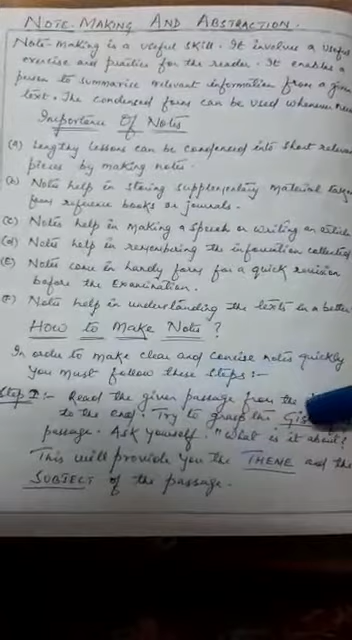 NOTE-MAKING AND ABSTRACTION.
Note-making is a useful skill. It involves a useful
exercise and practice for the reader. It enables a
person to summarise relevant information from a given
text. The condensed form can be used whenever
Importance Of Notes
(a) Lengthy lessons can be condensed into short relevant
pieces by making notes.
(b) Notes help in storing supplementary material
from reference books or journals.
(c) Notes help in making a speech or writing an article
(d) Notes help in remembering the information collected
(e) Notes come in handy form for a quick revision
before the examination.
(f) Notes help in understanding the texts in a better
How to Make Notes?
In order to make clear and concise notes quickly
you must follow these steps:-
Step I:- Read the given passage from the
to the end. Try to grasp the
passage. Ask yourself. "What is it about?
This will provide you the THEME and the
SUBJECT of the passage.